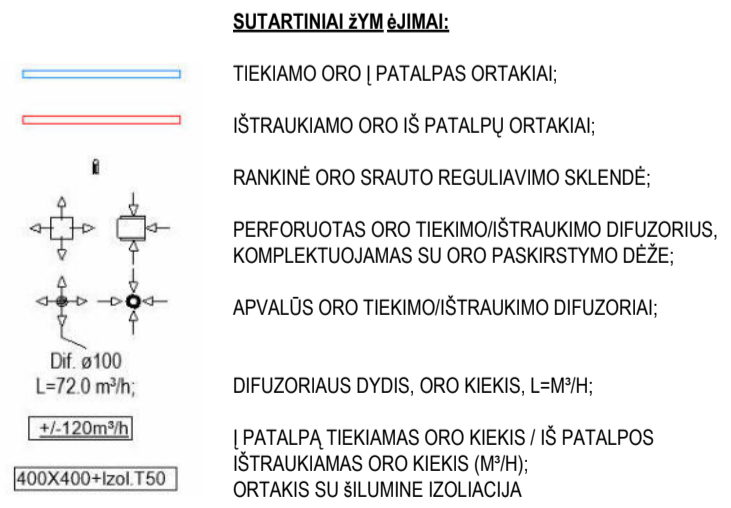 SUTARTINIAI žYMėJIMAI:
TIEKIAMO ORO Į PATALPAS ORTAKIAI;
IŠTRAUKIAMO ORO IŠ PATALPŲ ORTAKIAI;
RANKINĖ ORO SRAUTO REGULIAVIMO SKLENDĖ;
PERFORUOTAS ORO TIEKIMO/IŠTRAUKIMO DIFUZORIUS,
KOMPLEKTUOJAMAS SU ORO PASKIRSTYMO DĖŽE;
APVALŪS ORO TIEKIMO/IŠTRAUKIMO DIFUZORIAI;
Dif. ø100
L=72.0 m³/h;
DIFUZORIAUS DYDIS, ORO KIEKIS, L=M³/H;
+/-120m³/h
Į PATALPĄ TIEKIAMAS ORO KIEKIS / IŠ PATALPOS
IŠTRAUKIAMAS ORO KIEKIS (M³/H);
400X400+Izol.T50
ORTAKIS SU šILUMINE IZOLIACIJA